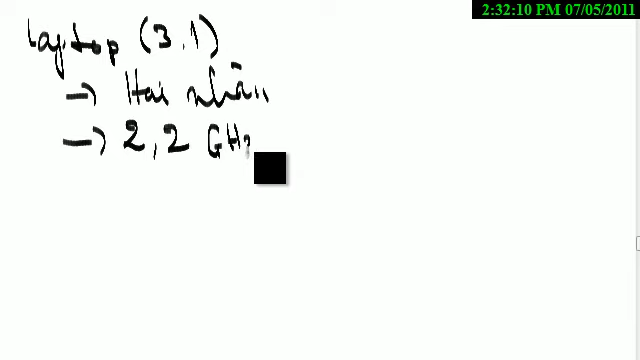 2:32:10 PM 07/05/2011
Laptop (3.1)
→ Hai nhân
→ 2,2 GHz